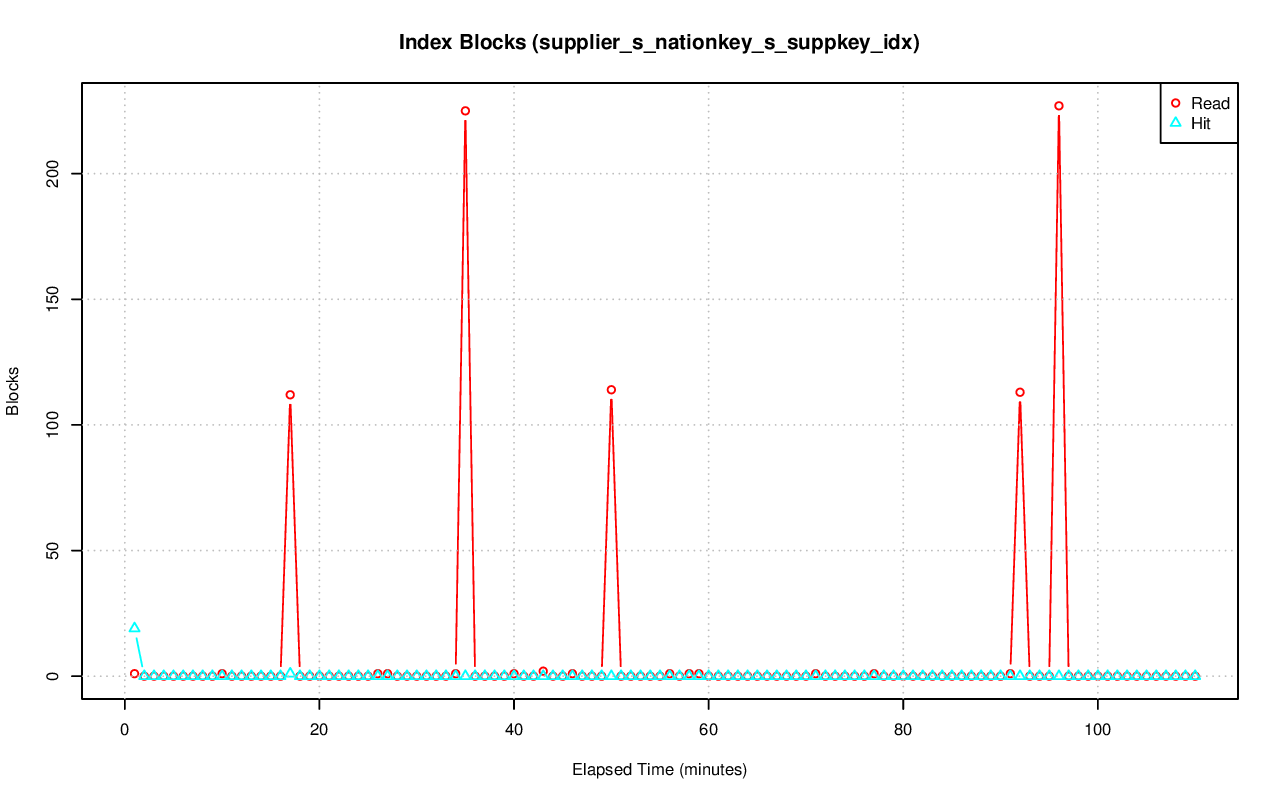 Index Blocks (supplier_s_nationkey_s_suppkey_idx)
Read
Hit
200
150
100
50
0
Blocks
0 20 40 60 80 100
Elapsed Time (minutes)